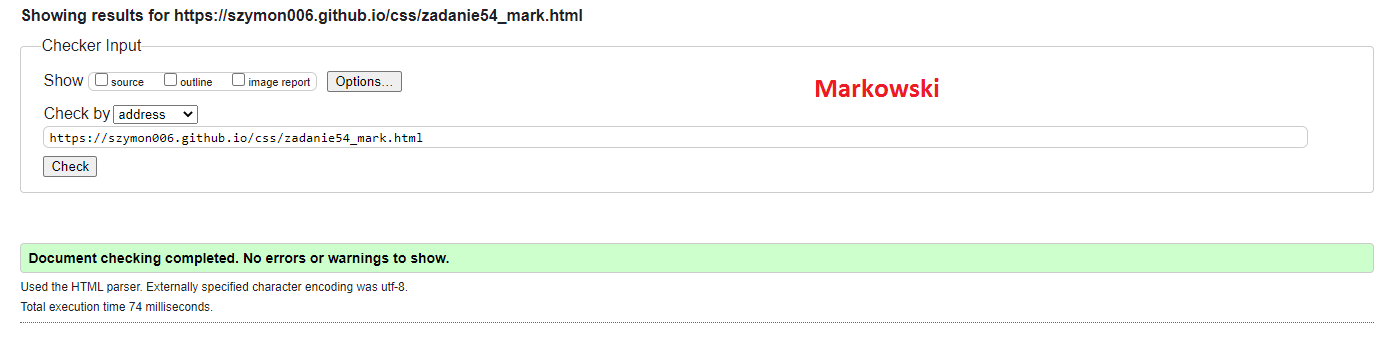 Showing results for https://szymon006.github.io/css/zadanie54_mark.html
Checker Input
Show source outline image report Options...
Markowski
Check by address
https://szymon006.github.io/css/zadanie54_mark.html
Check
Document checking completed. No errors or warnings to show.
Used the HTML parser. Externally specified character encoding was utf-8.
Total execution time 74 milliseconds.